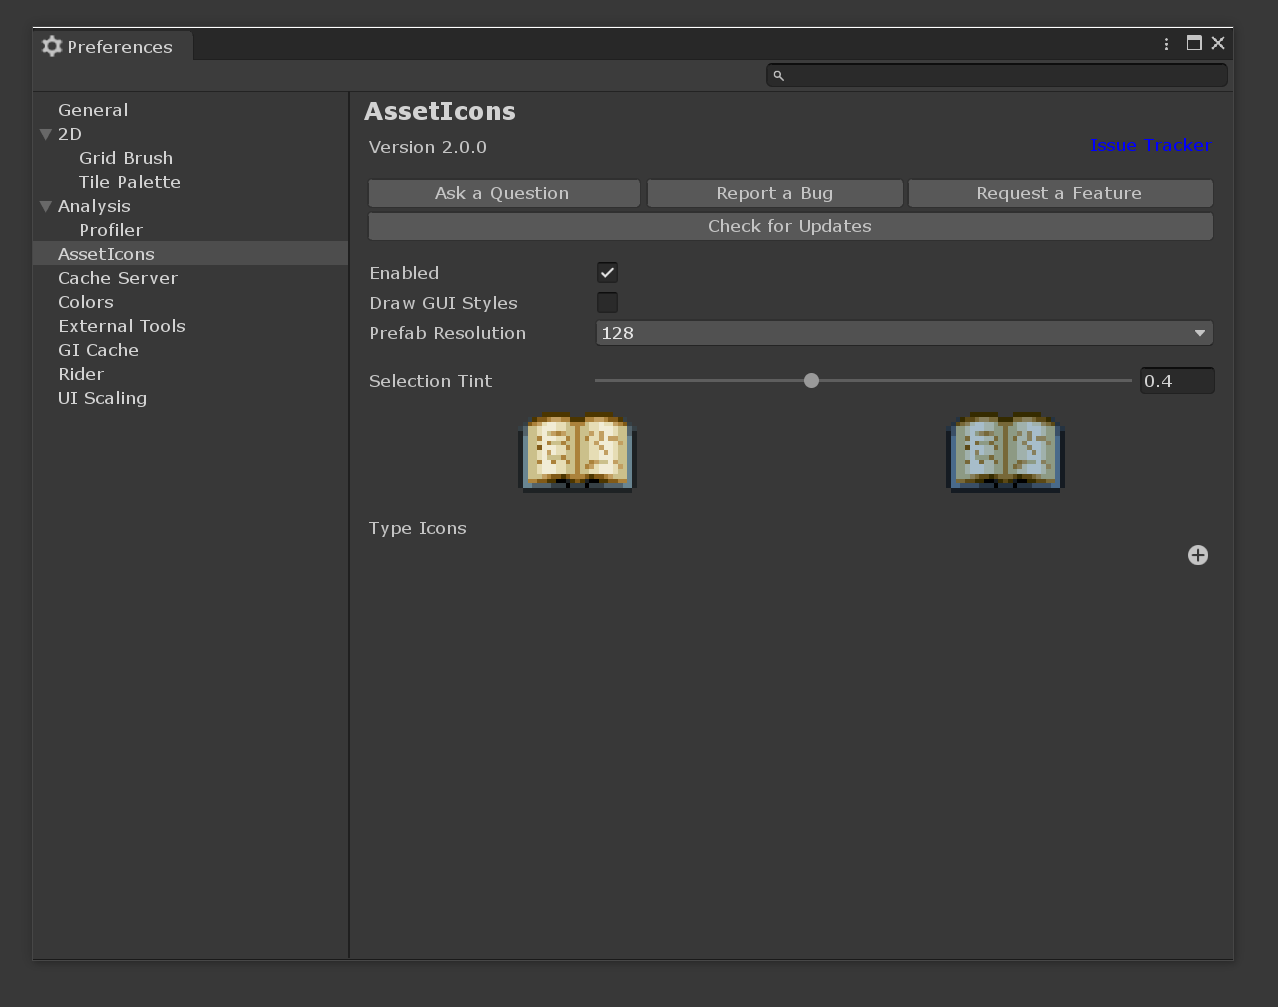 Preferences
General
2D
Grid Brush
Tile Palette
Analysis
Profiler
AssetIcons
Cache Server
Colors
External Tools
GI Cache
Rider
UI Scaling
AssetIcons
Version 2.0.0
Issue Tracker
Ask a Question
Report a Bug
Request a Feature
Check for Updates
Enabled
Draw GUI Styles
Prefab Resolution
128
Selection Tint
0.4
Type Icons